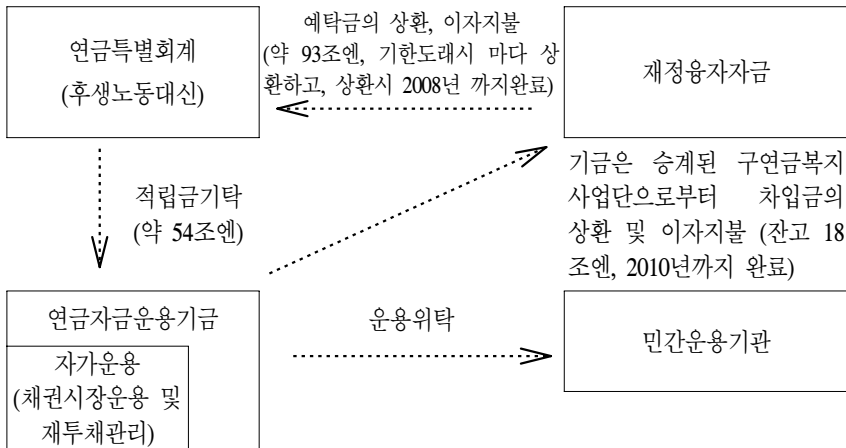 예탁금의 상환, 이자지불
(약 93조엔, 기한도래시 마다 상
환하고, 상환시 2008년 까지완료)
연금특별회계
(후생노동대신)
재정융자자금
적립금기탁
(약 54조엔)
기금은 승계된 구연금복지
사업단으로부터 차입금의
상환 및 이자지불 (잔고 18
조엔, 2010년까지 완료)
연금자금운용기금
자가운용
(채권시장운용 및
재투채관리)
운용위탁
민간운용기관